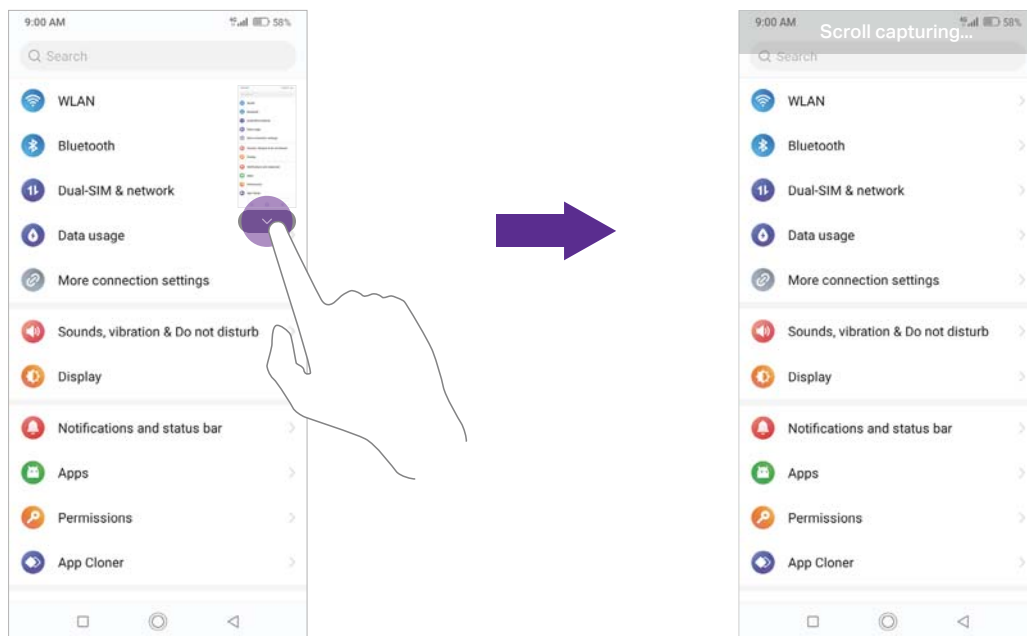 9:00 AM
4G 58%
Search
WLAN
Bluetooth
Dual-SIM & network
Data usage
More connection settings
Sounds, vibration & Do not disturb
Display
Notifications and status bar
Apps
Permissions
App Cloner
9:00 AM
4G 58%
Scroll capturing...
Search
WLAN
Bluetooth
Dual-SIM & network
Data usage
More connection settings
Sounds, vibration & Do not disturb
Display
Notifications and status bar
Apps
Permissions
App Cloner